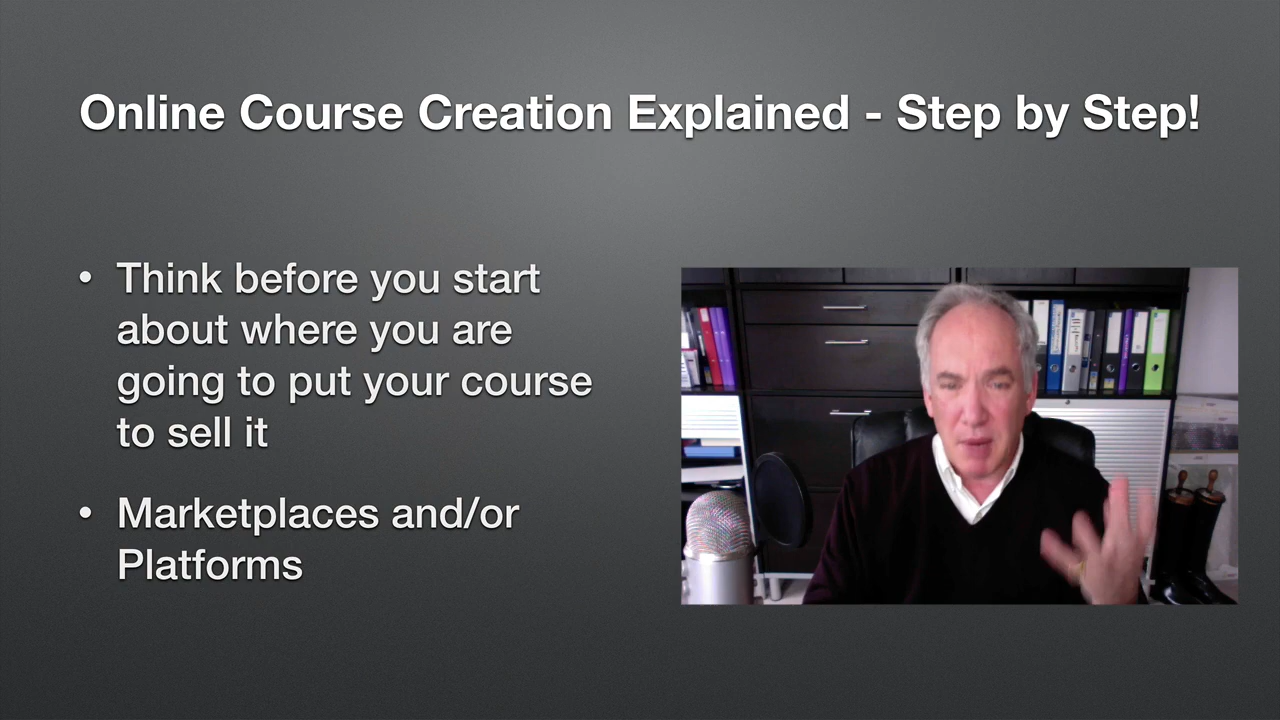 Online Course Creation Explained - Step by Step!
• Think before you start
about where you are
going to put your course
to sell it
• Marketplaces and/or
Platforms